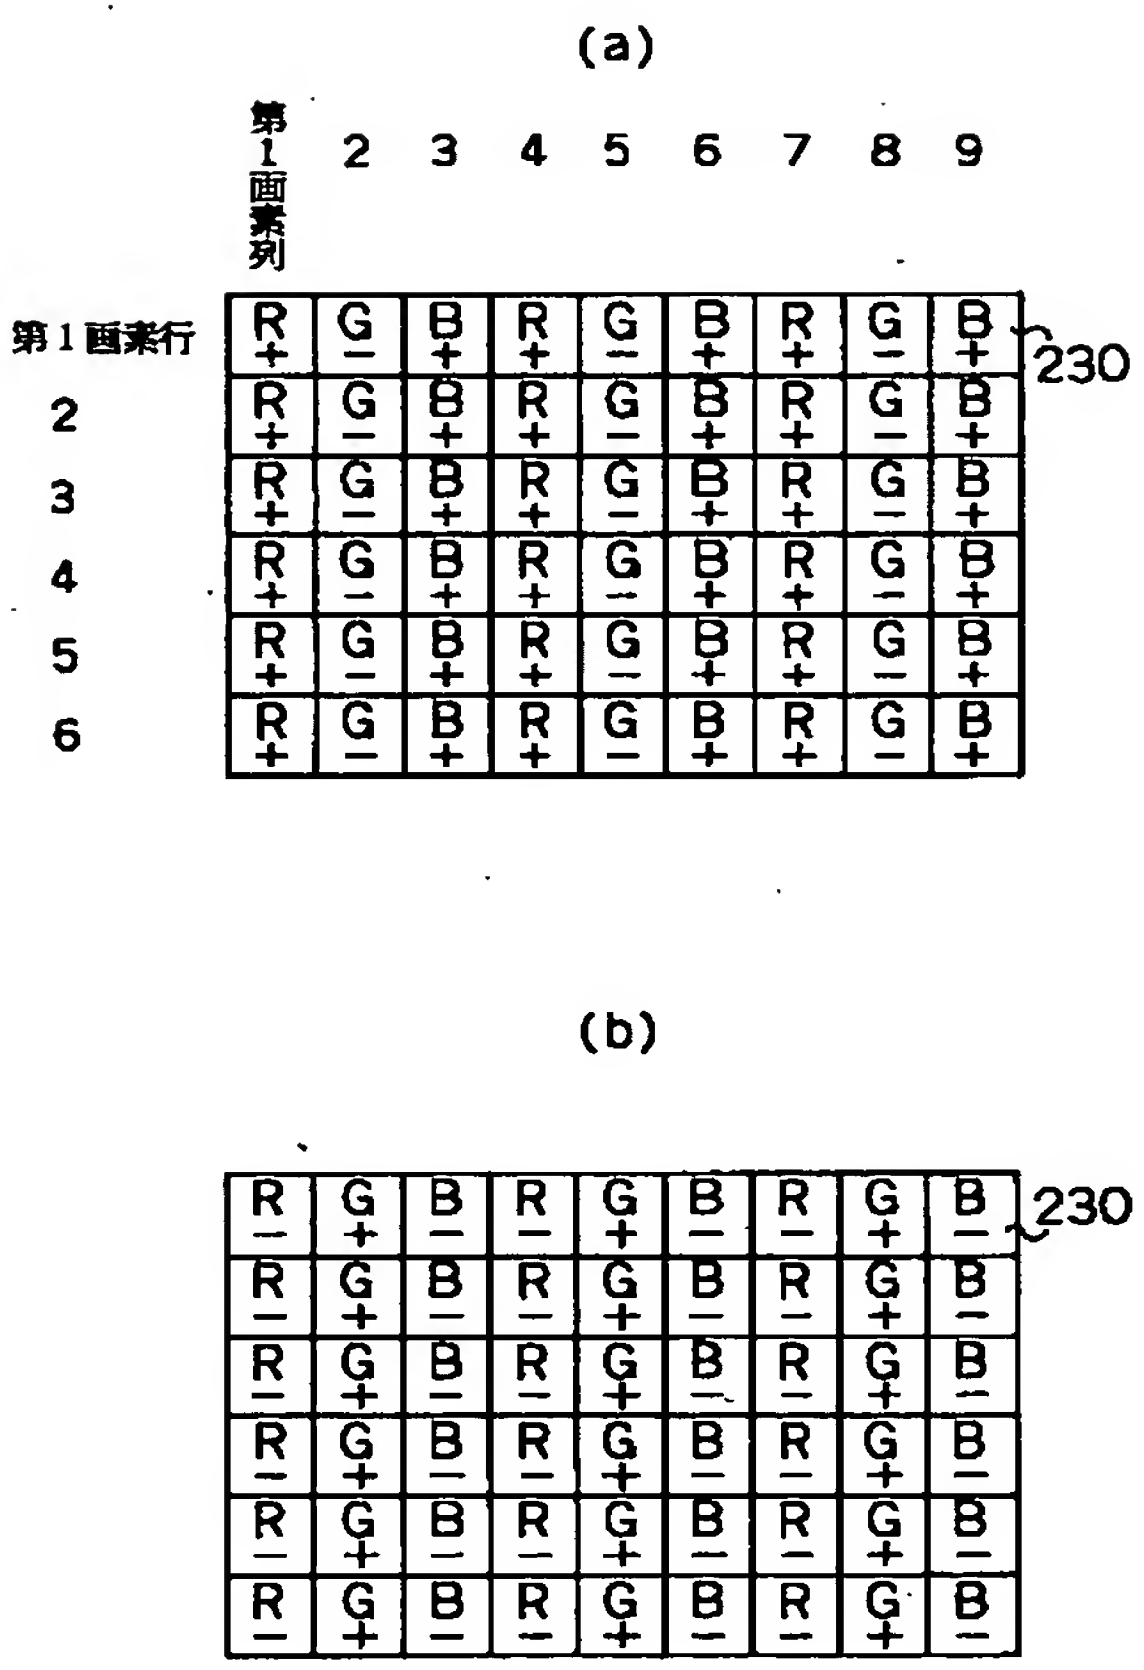 (a)
第1画素列 2 3 4 5 6 7 8 9
第1画素行 R G B R G B R G B 230
+ − + + − + + − +
2 R G B R G B R G B
+ − + + − + + − +
3 R G B R G B R G B
+ − + + − + + − +
4 R G B R G B R G B
+ − + + − + + − +
5 R G B R G B R G B
+ − + + − + + − +
6 R G B R G B R G B
+ − + + − + + − +
(b)
R G B R G B R G B 230
− + − − + − − + −
R G B R G B R G B
− + − − + − − + −
R G B R G B R G B
− + − − + − − + −
R G B R G B R G B
− + − − + − − + −
R G B R G B R G B
− + − − + − − + −
R G B R G B R G B
− + − − + − − + −